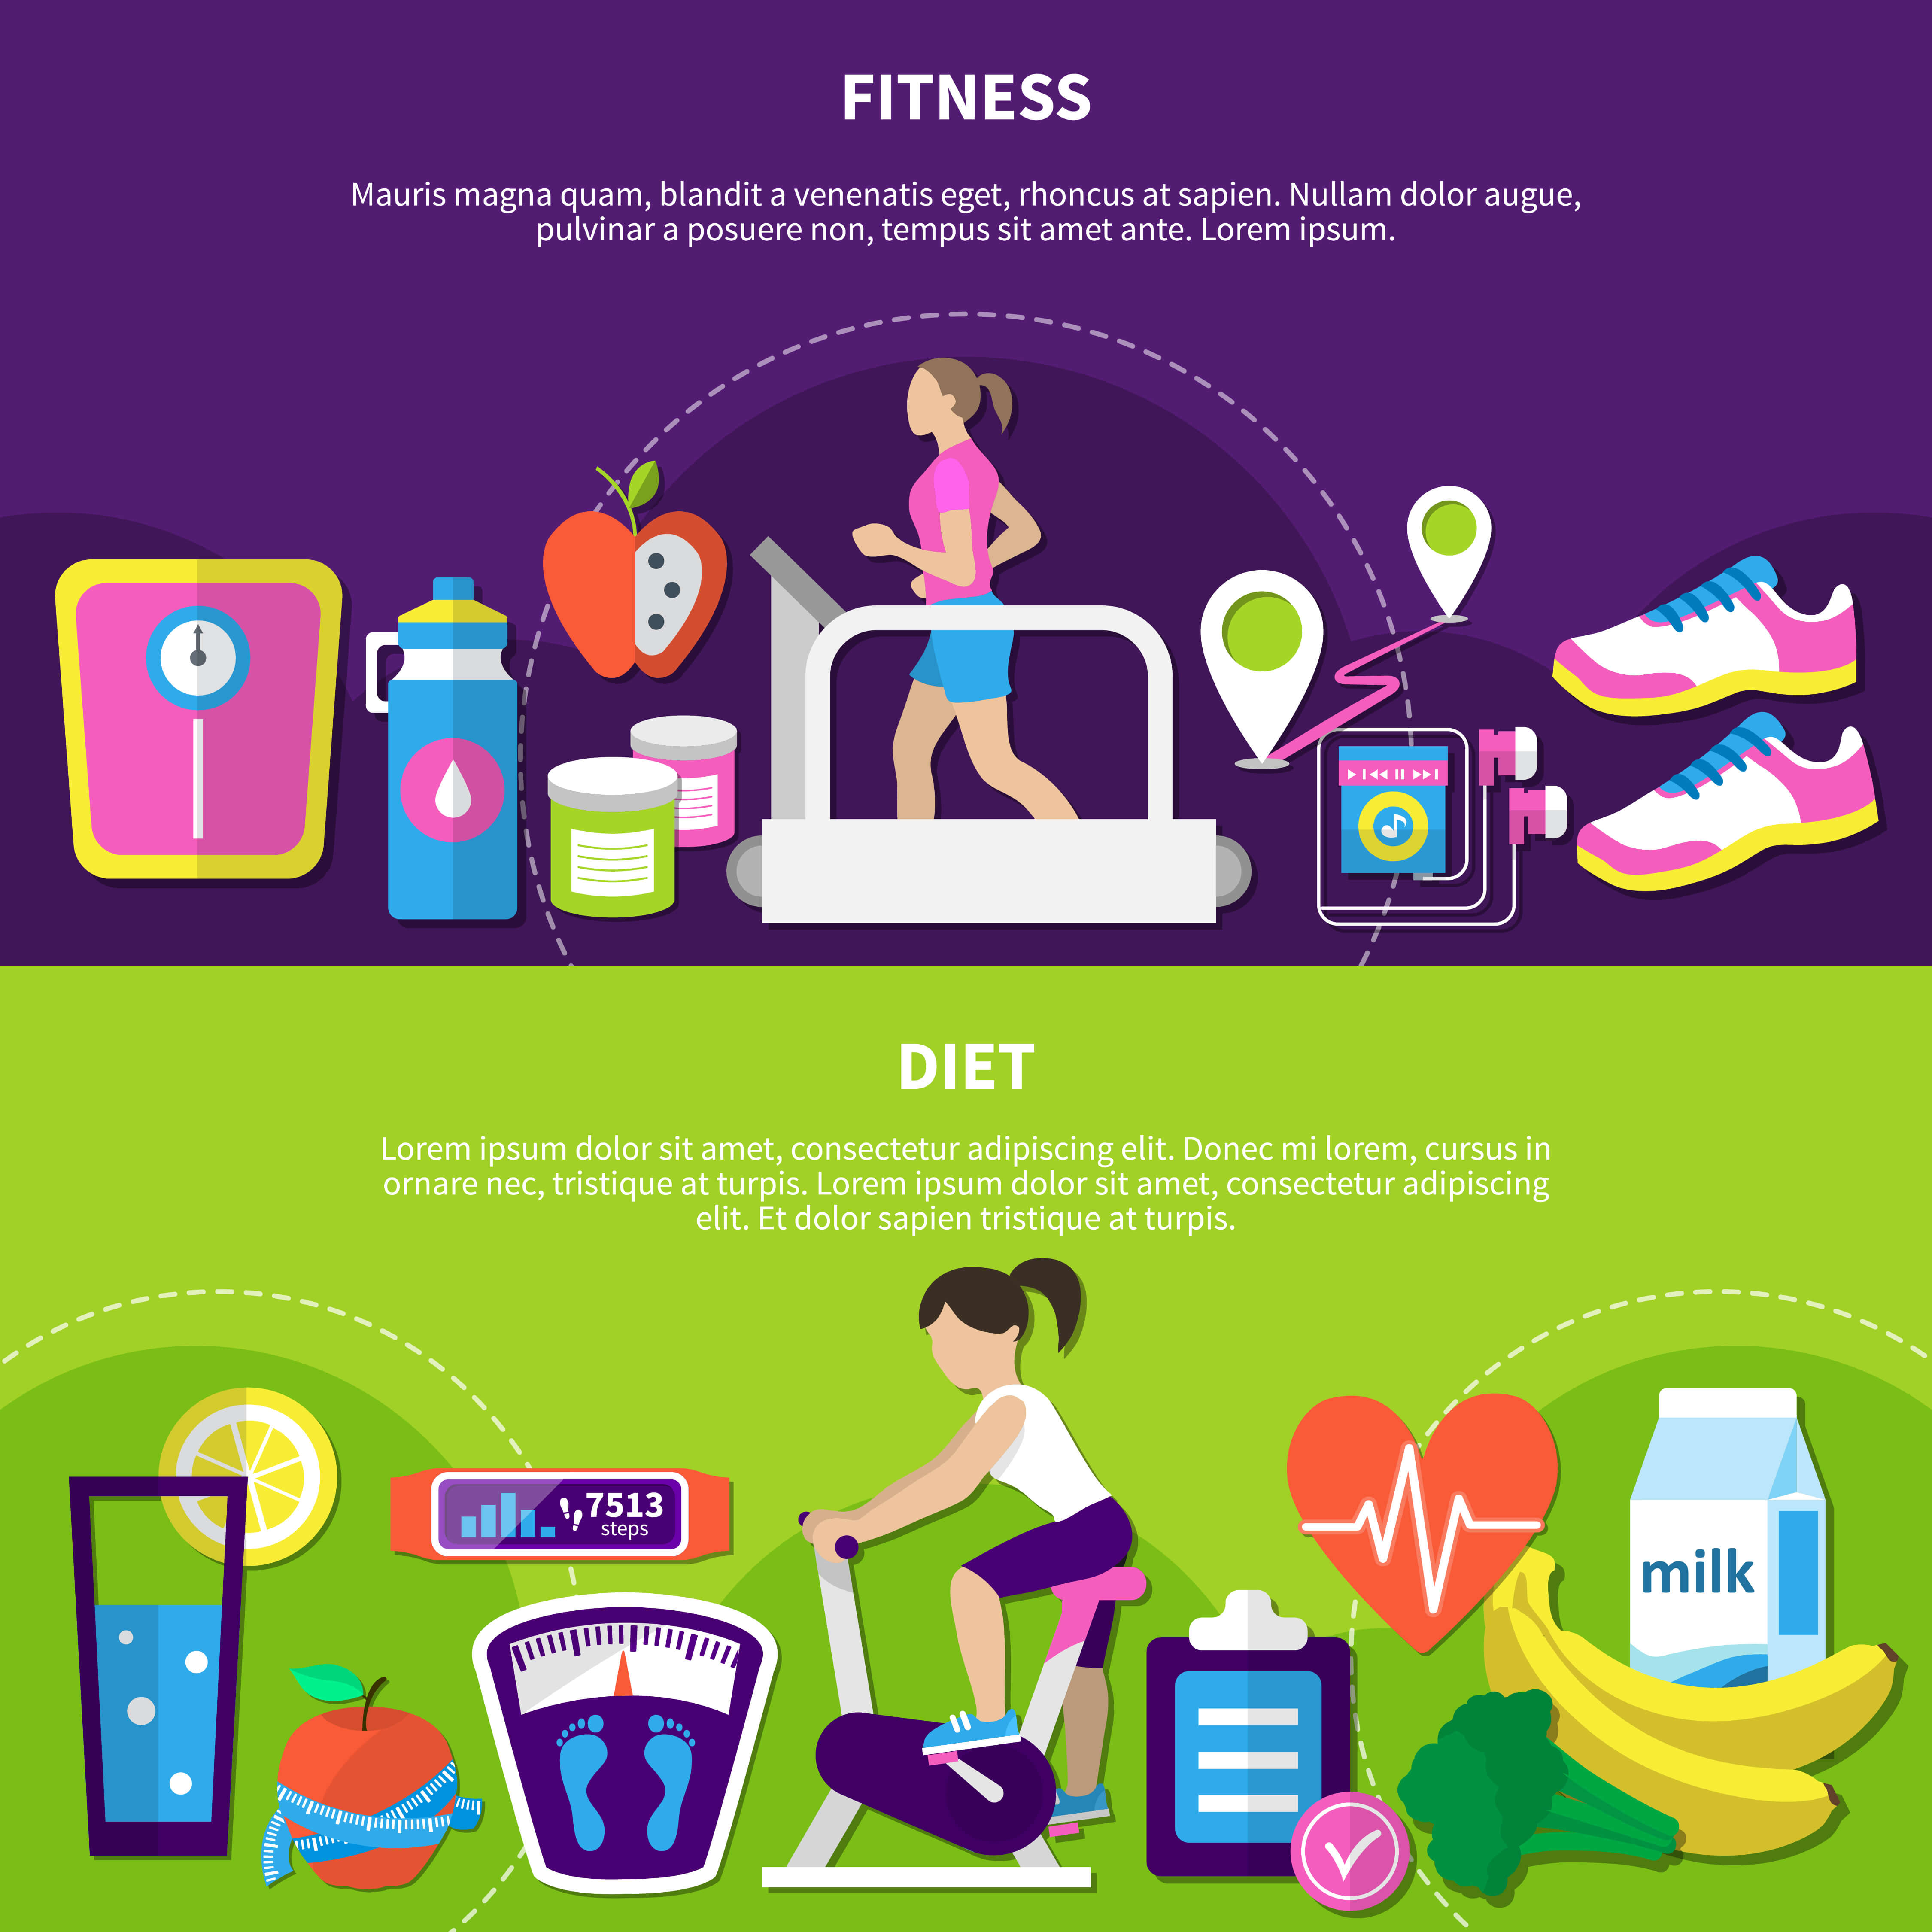 FITNESS
Mauris magna quam, blandit a venenatis eget, rhoncus at sapien. Nullam dolor augue,
pulvinar a posuere non, tempus sit amet ante. Lorem ipsum.
DIET
Lorem ipsum dolor sit amet, consectetur adipiscing elit. Donec mi lorem, cursus in
ornare nec, tristique at turpis. Lorem ipsum dolor sit amet, consectetur adipiscing
elit. Et dolor sapien tristique at turpis.
7513
steps
milk